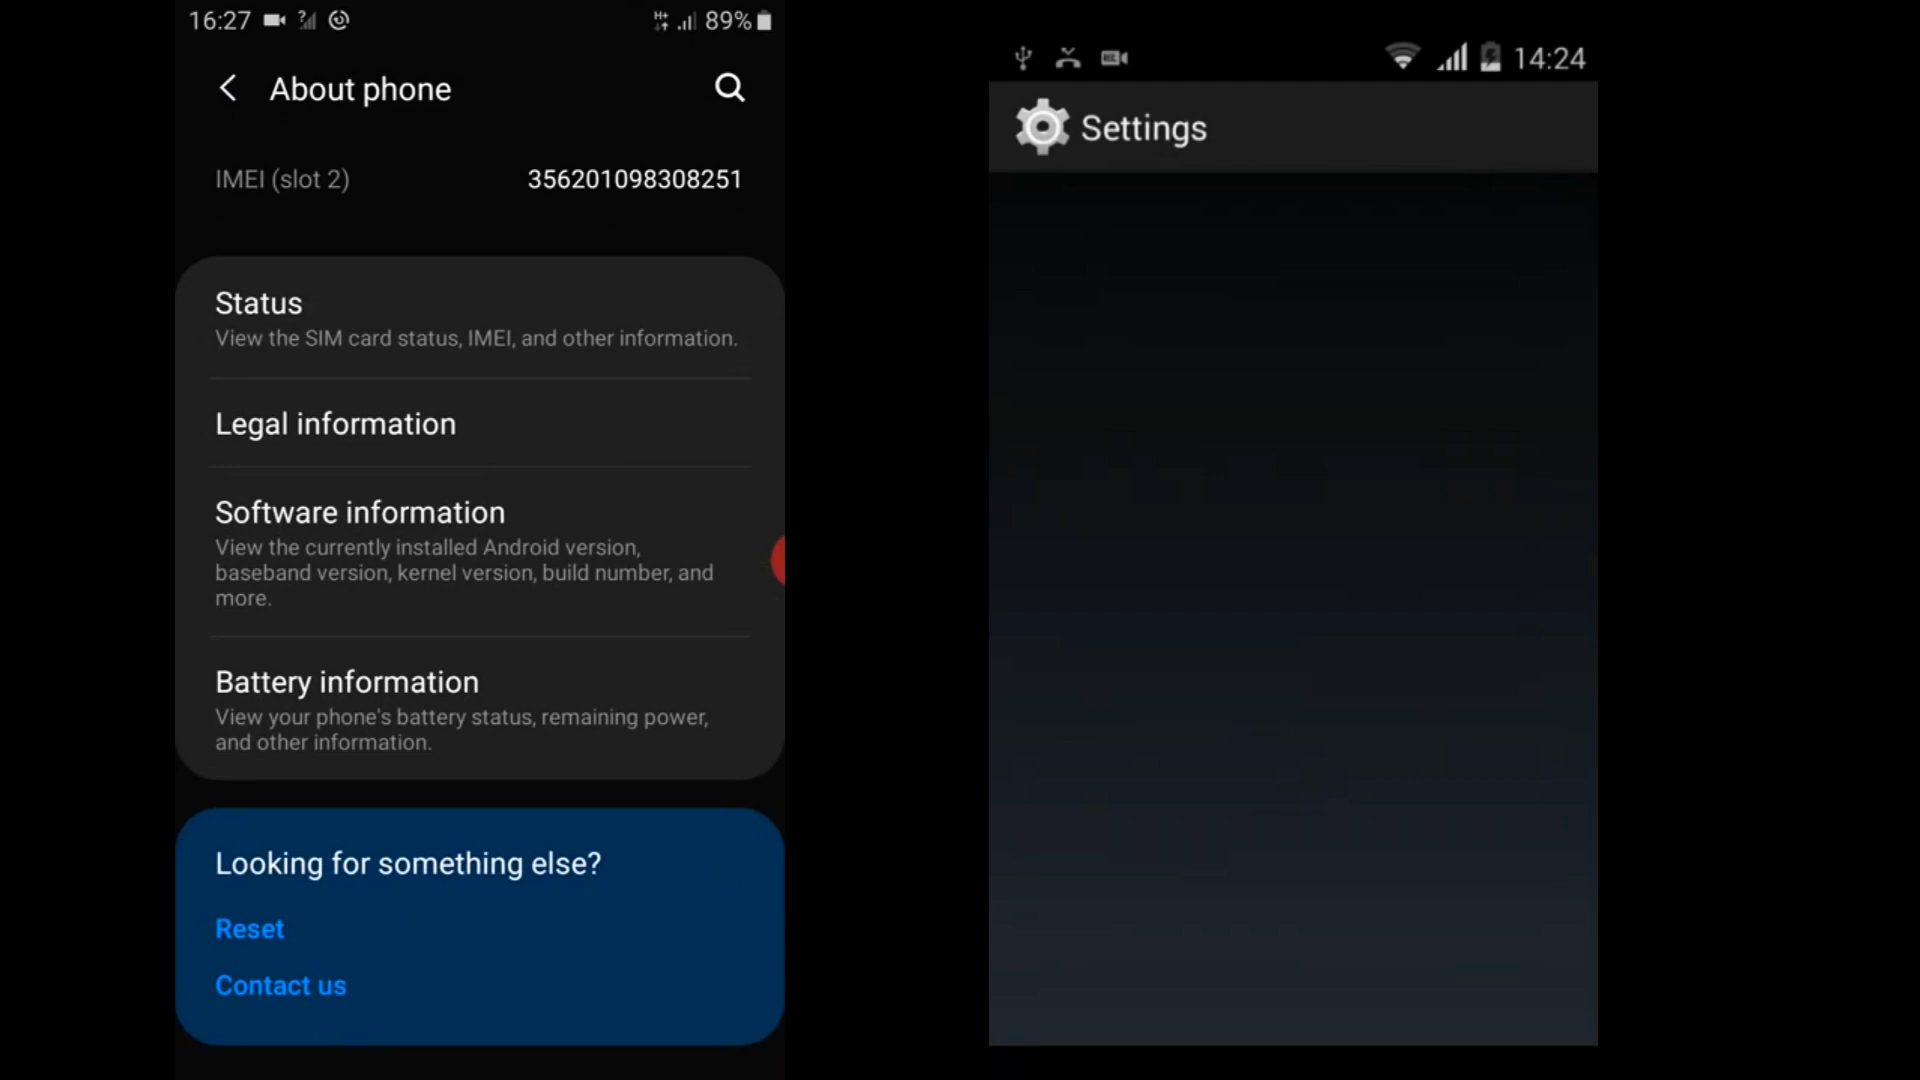 16:27
89%
About phone
IMEI (slot 2) 356201098308251
Status
View the SIM card status, IMEI, and other information.
Legal information
Software information
View the currently installed Android version,
baseband version, kernel version, build number, and
more.
Battery information
View your phone's battery status, remaining power,
and other information.
Looking for something else?
Reset
Contact us
14:24
Settings